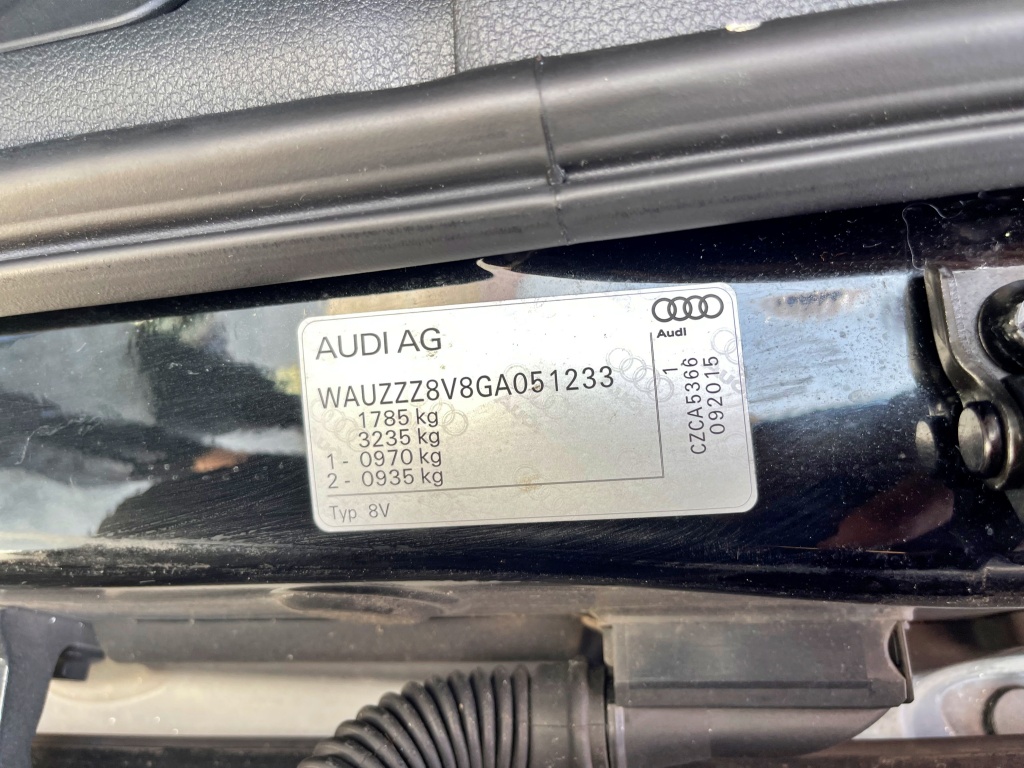 AUDI AG
Audi
WAUZZZ8V8GA051233
1785 kg
3235 kg
1 - 0970 kg
2 - 0935 kg
Typ 8V
1
CZCA5366
092015